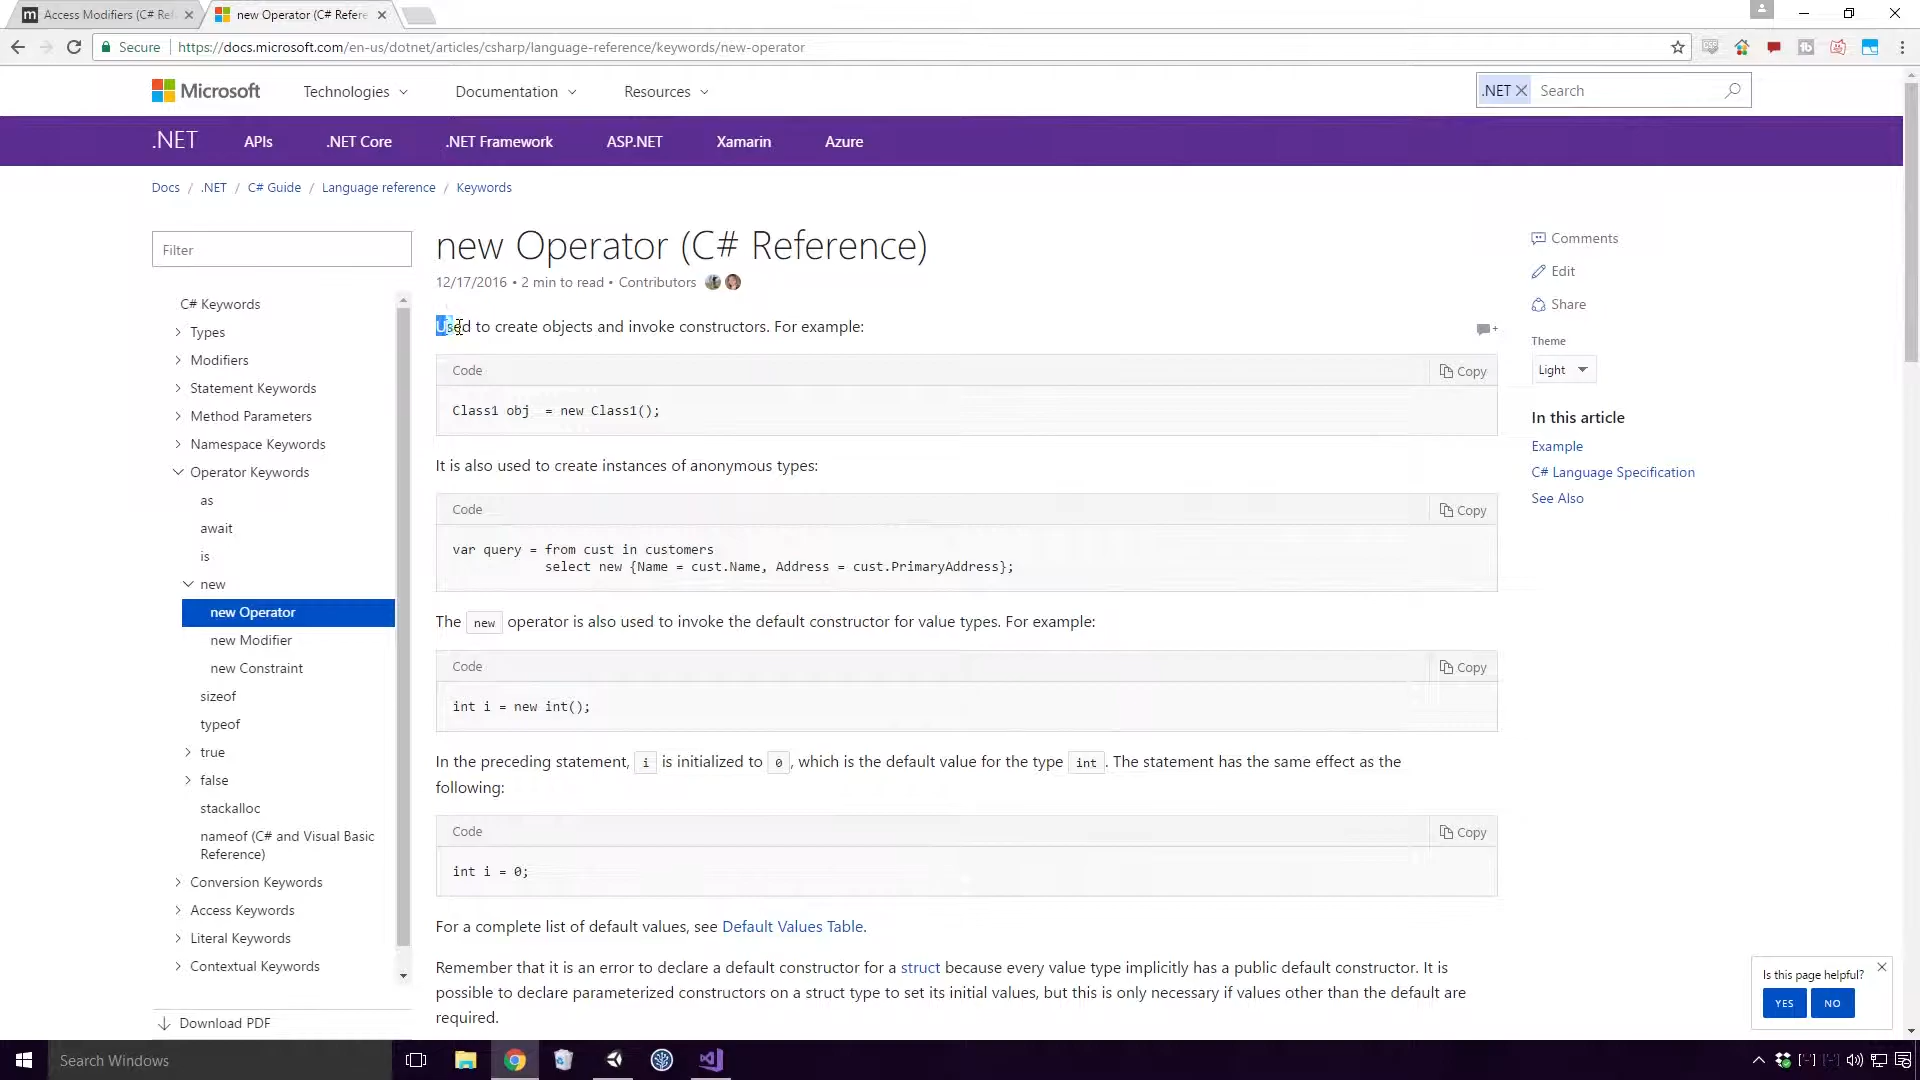 Access Modifiers (C# Ref
new Operator (C# Refere
Secure
https://docs.microsoft.com/en-us/dotnet/articles/csharp/language-reference/keywords/new-operator
Microsoft
Technologies
Documentation
Resources
.NET
Search
.NET
APIs
.NET Core
.NET Framework
ASP.NET
Xamarin
Azure
Docs / .NET / C# Guide / Language reference / Keywords
Filter
C# Keywords
Types
Modifiers
Statement Keywords
Method Parameters
Namespace Keywords
Operator Keywords
as
await
is
new
new Operator
new Modifier
new Constraint
sizeof
typeof
true
false
stackalloc
nameof (C# and Visual Basic
Reference)
Conversion Keywords
Access Keywords
Literal Keywords
Contextual Keywords
Download PDF
new Operator (C# Reference)
12/17/2016 • 2 min to read • Contributors
Used to create objects and invoke constructors. For example:
Code
Copy
Class1 obj  = new Class1();
It is also used to create instances of anonymous types:
Code
Copy
var query = from cust in customers
select new {Name = cust.Name, Address = cust.PrimaryAddress};
The new operator is also used to invoke the default constructor for value types. For example:
Code
Copy
int i = new int();
In the preceding statement, i is initialized to 0, which is the default value for the type int. The statement has the same effect as the
following:
Code
Copy
int i = 0;
For a complete list of default values, see Default Values Table.
Remember that it is an error to declare a default constructor for a struct because every value type implicitly has a public default constructor. It is
possible to declare parameterized constructors on a struct type to set its initial values, but this is only necessary if values other than the default are
required.
Comments
Edit
Share
Theme
Light
In this article
Example
C# Language Specification
See Also
Is this page helpful?
YES
NO
Search Windows